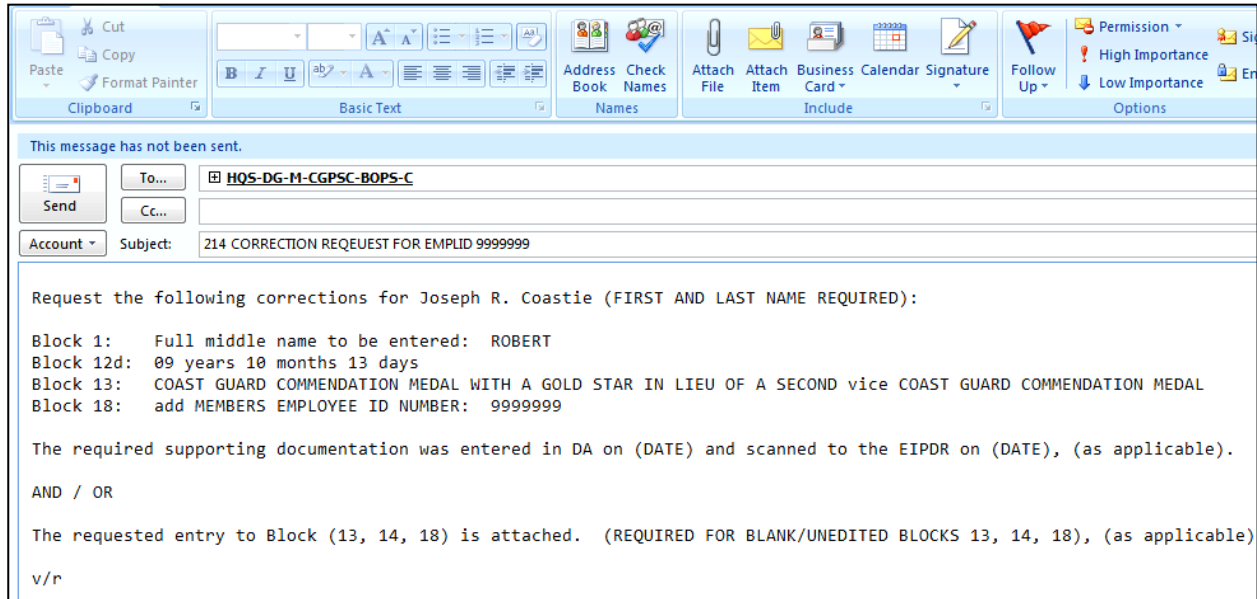 Cut
Copy
Paste
Format Painter
Clipboard
B I U
Basic Text
Address Book
Check Names
Names
Attach File
Attach Item
Business Card
Calendar
Signature
Include
Follow Up
Permission
High Importance
Low Importance
Options
This message has not been sent.
Send
To...
HQS-DG-M-CGPSC-BOPS-C
Cc...
Account
Subject:
214 CORRECTION REQEUEST FOR EMPLID 9999999
Request the following corrections for Joseph R. Coastie (FIRST AND LAST NAME REQUIRED):
Block 1: Full middle name to be entered: ROBERT
Block 12d: 09 years 10 months 13 days
Block 13: COAST GUARD COMMENDATION MEDAL WITH A GOLD STAR IN LIEU OF A SECOND vice COAST GUARD COMMENDATION MEDAL
Block 18: add MEMBERS EMPLOYEE ID NUMBER: 9999999
The required supporting documentation was entered in DA on (DATE) and scanned to the EIPDR on (DATE), (as applicable).
AND / OR
The requested entry to Block (13, 14, 18) is attached. (REQUIRED FOR BLANK/UNEDITED BLOCKS 13, 14, 18), (as applicable)
v/r